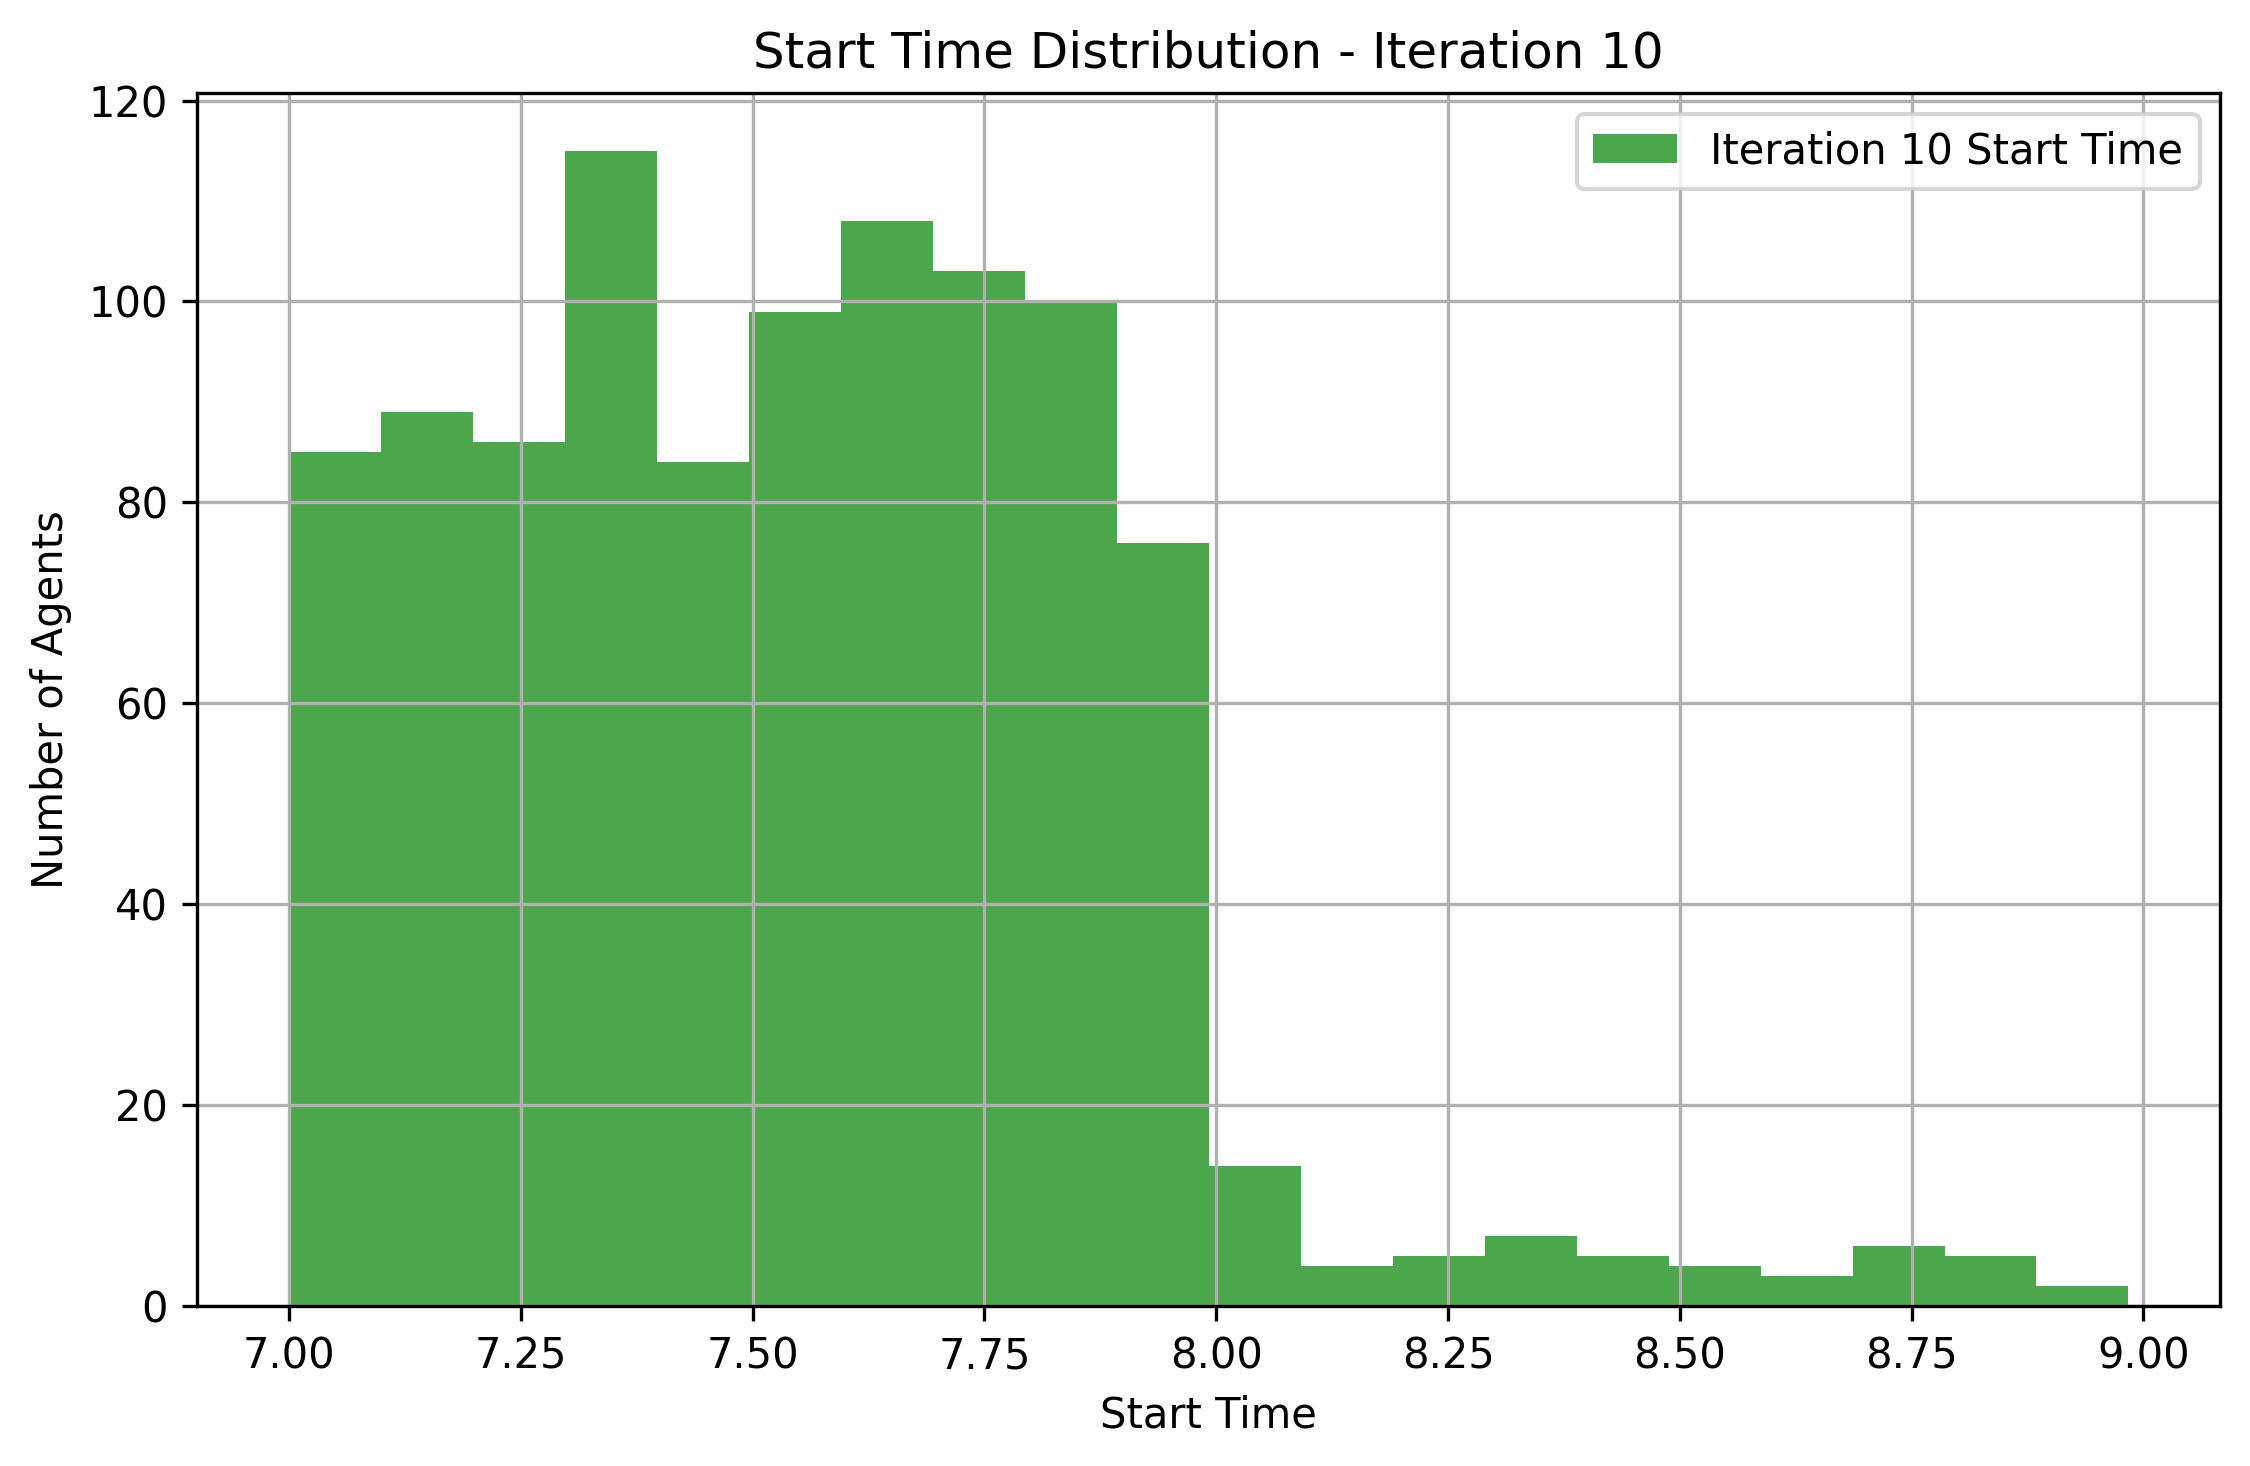 Start Time Distribution - Iteration 10
Iteration 10 Start Time
Number of Agents
120
100
80
60
40
20
0
7.00 7.25 7.50 7.75 8.00 8.25 8.50 8.75 9.00
Start Time